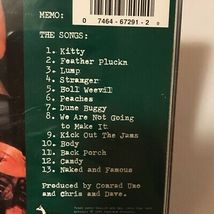 MEMO:
0 7464-67291-2 0
THE SONGS:
1. Kitty
2. Feather Pluckn
3. Lump
4. Stranger
5. Boll Weevil
6. Peaches
7. Dune Buggy
8. We Are Not Going
to Make It
9. Kick Out The Jams
10. Body
11. Back Porch
12. Candy
13. Naked and Famous
Produced by Conrad Uno
and Chris and Dave.